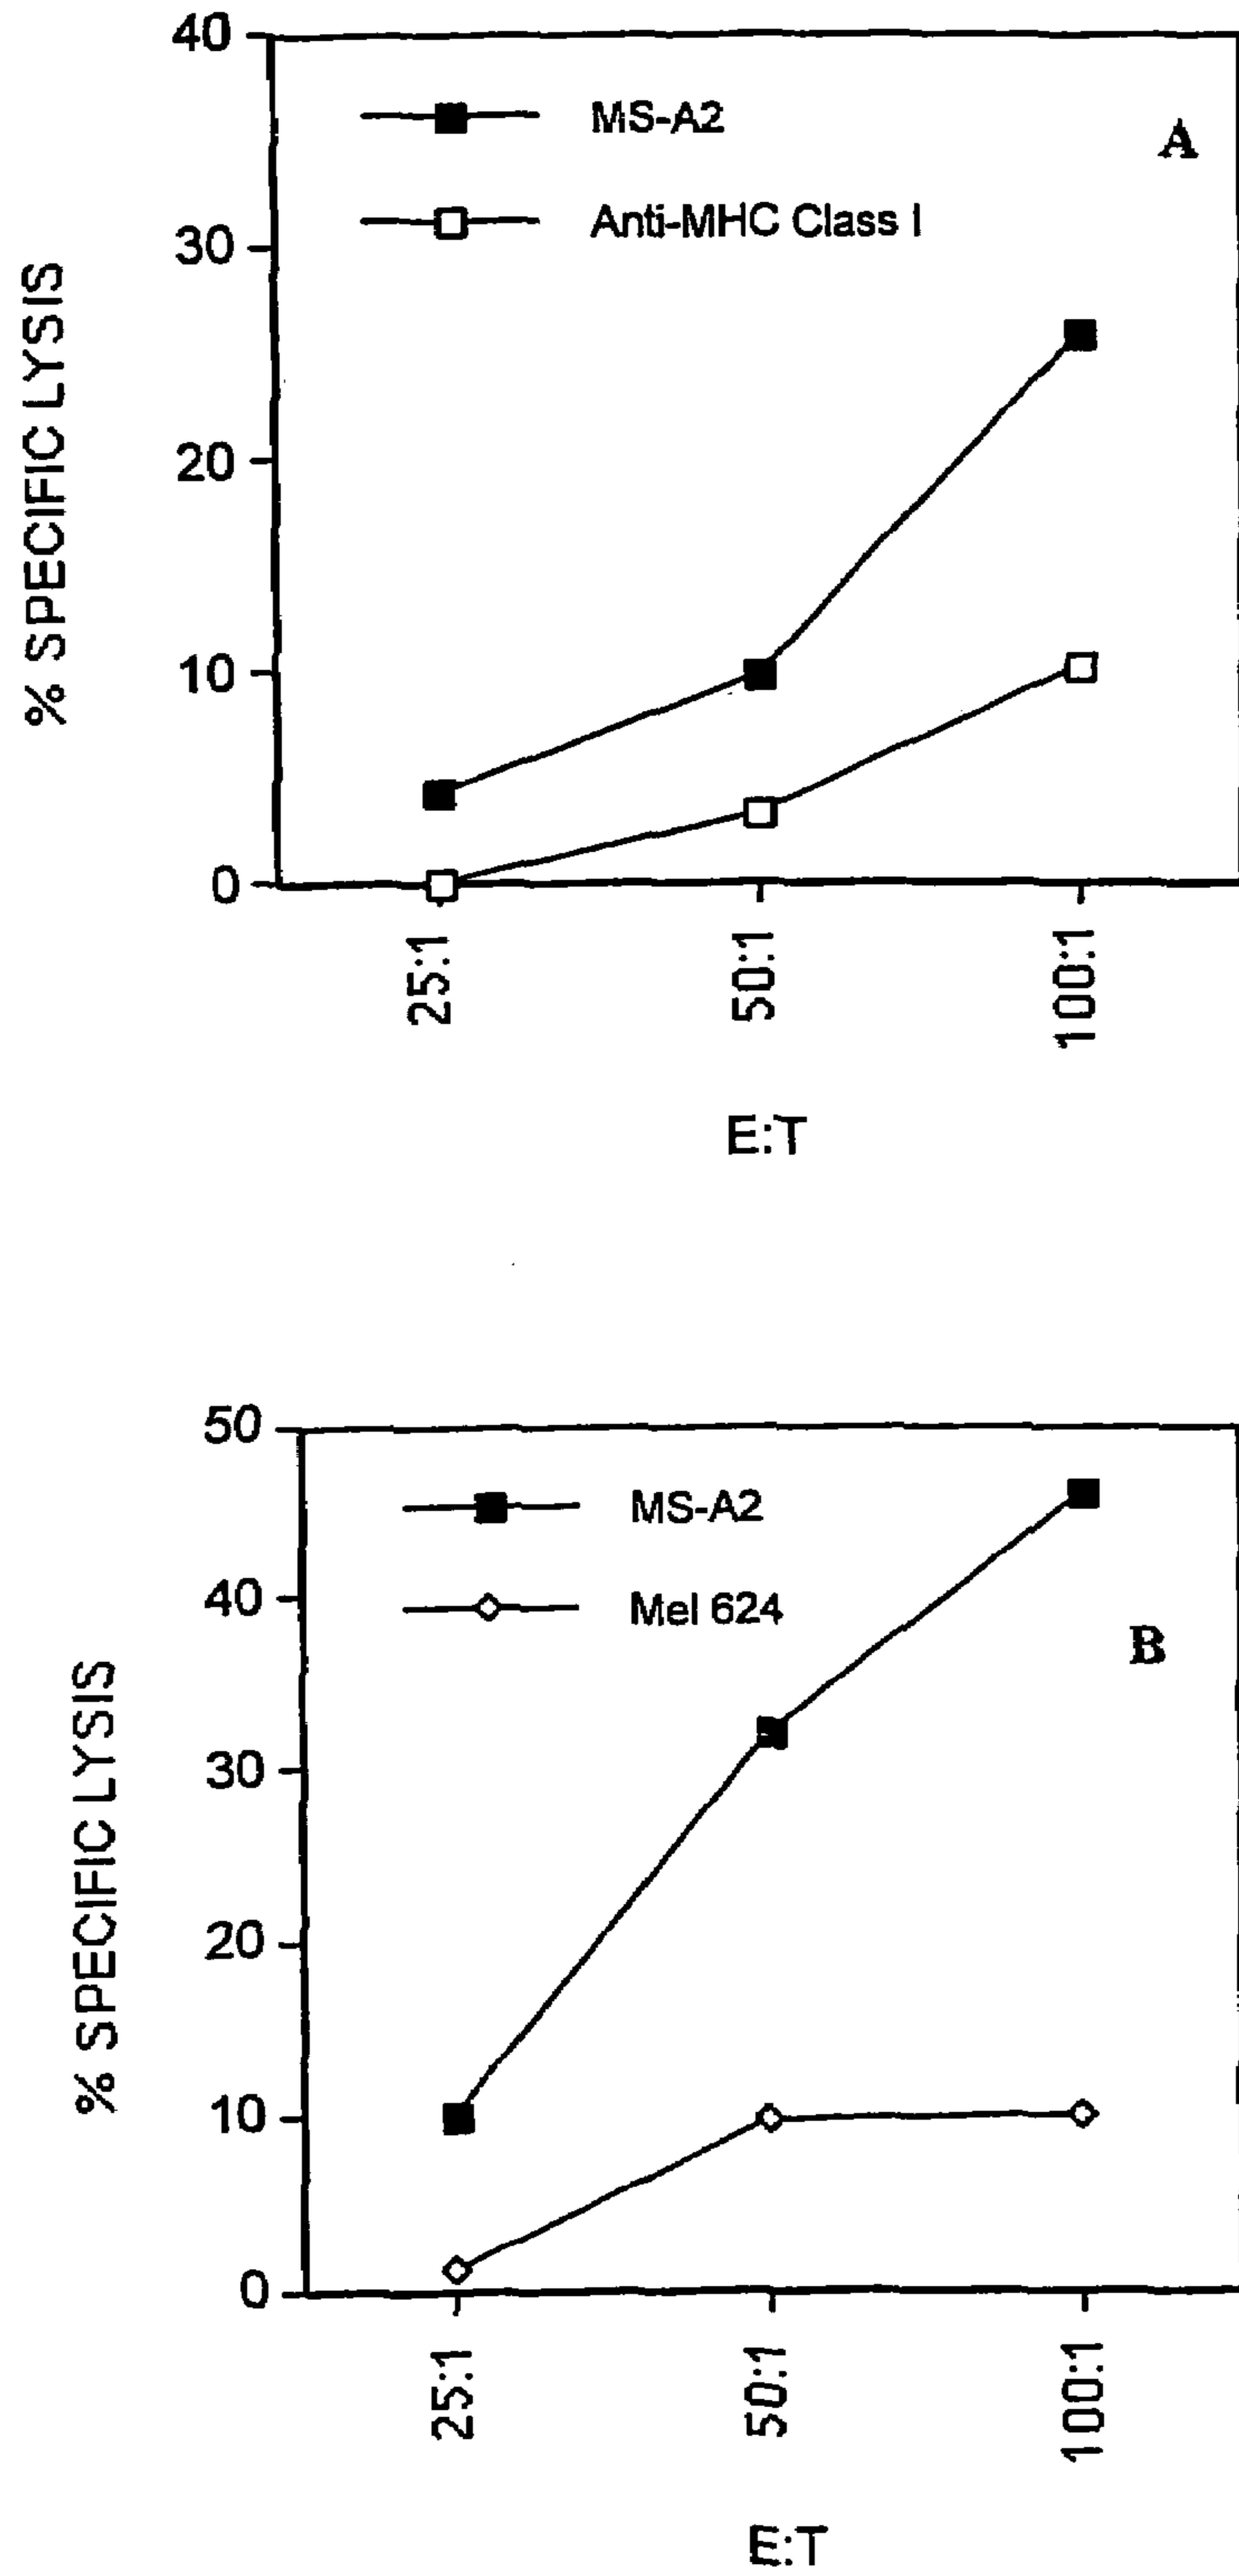 40
MS-A2
A
Anti-MHC Class I
30
20
10
0
% SPECIFIC LYSIS
25:1
50:1
100:1
E:T
50
MS-A2
40
Mel 624
B
30
20
10
0
% SPECIFIC LYSIS
25:1
50:1
100:1
E:T